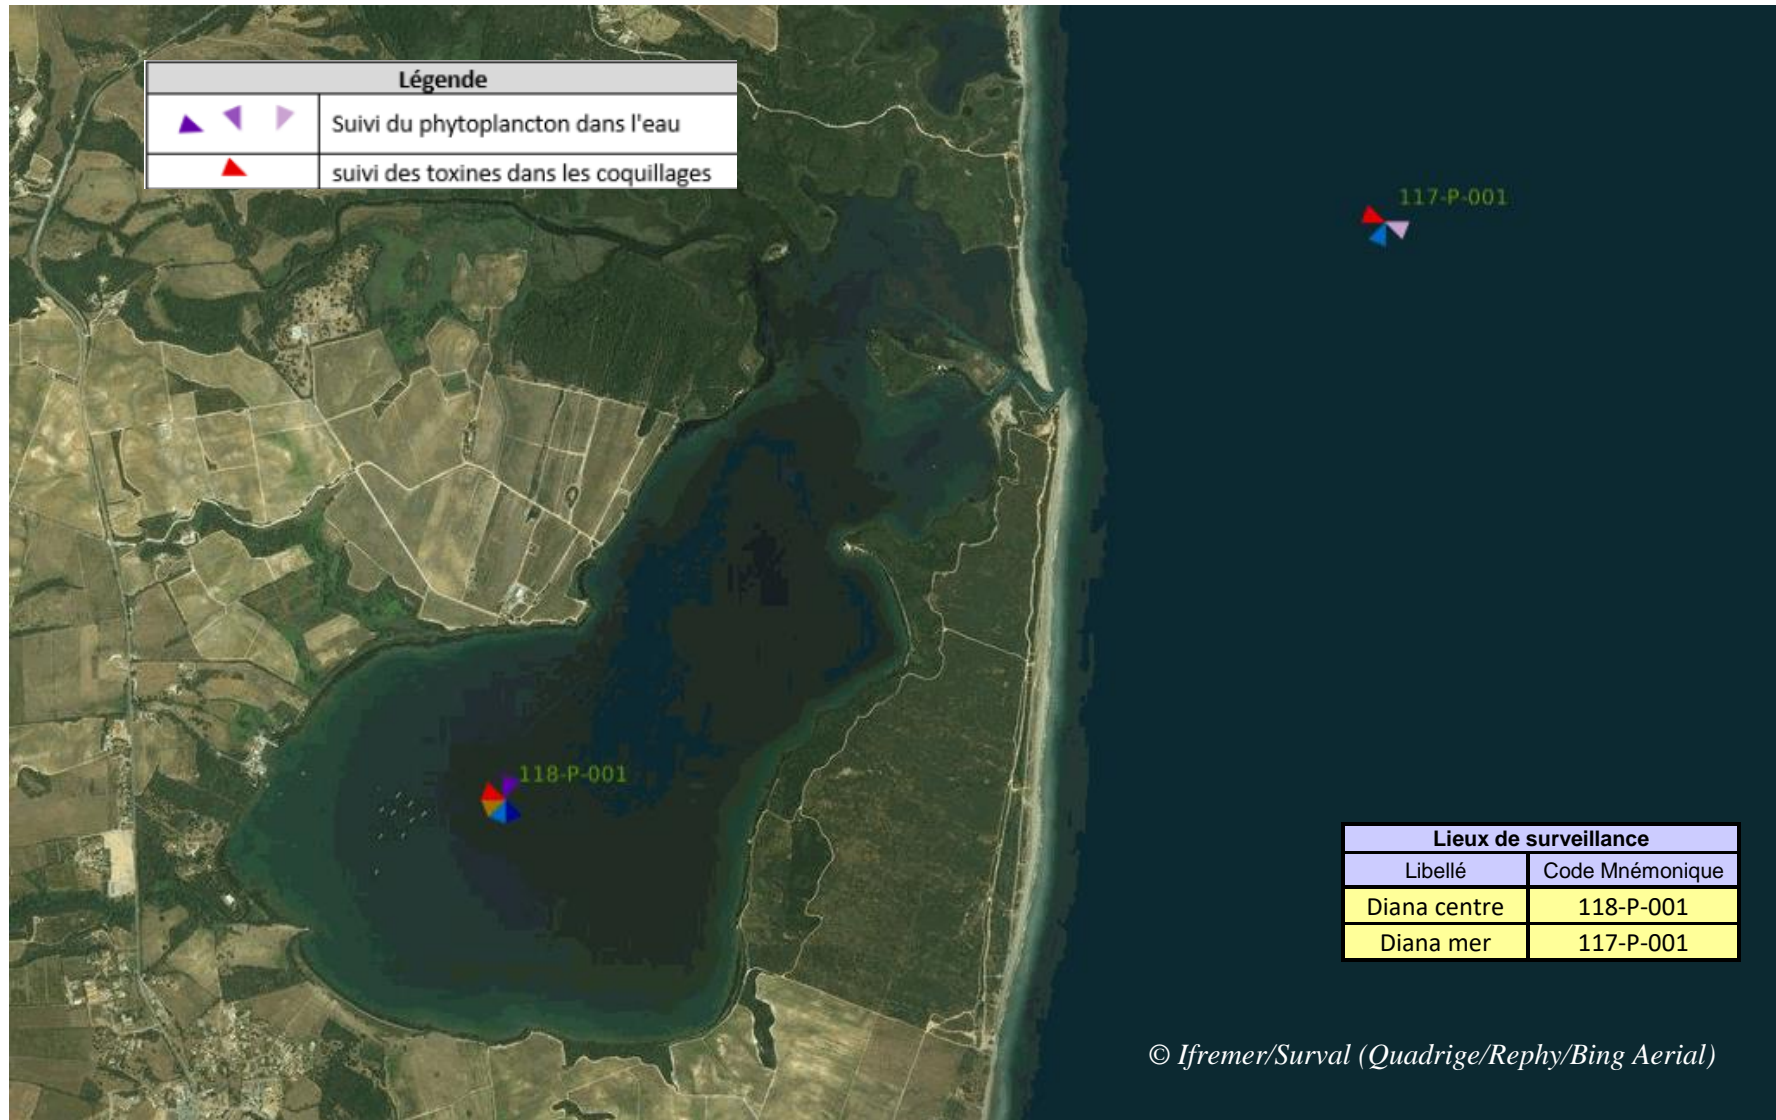 Légende
Suivi du phytoplancton dans l'eau
suivi des toxines dans les coquillages
117-P-001
118-P-001
Lieux de surveillance
Libellé Code Mnémonique
Diana centre 118-P-001
Diana mer 117-P-001
© Ifremer/Surval (Quadrige/Rephy/Bing Aerial)